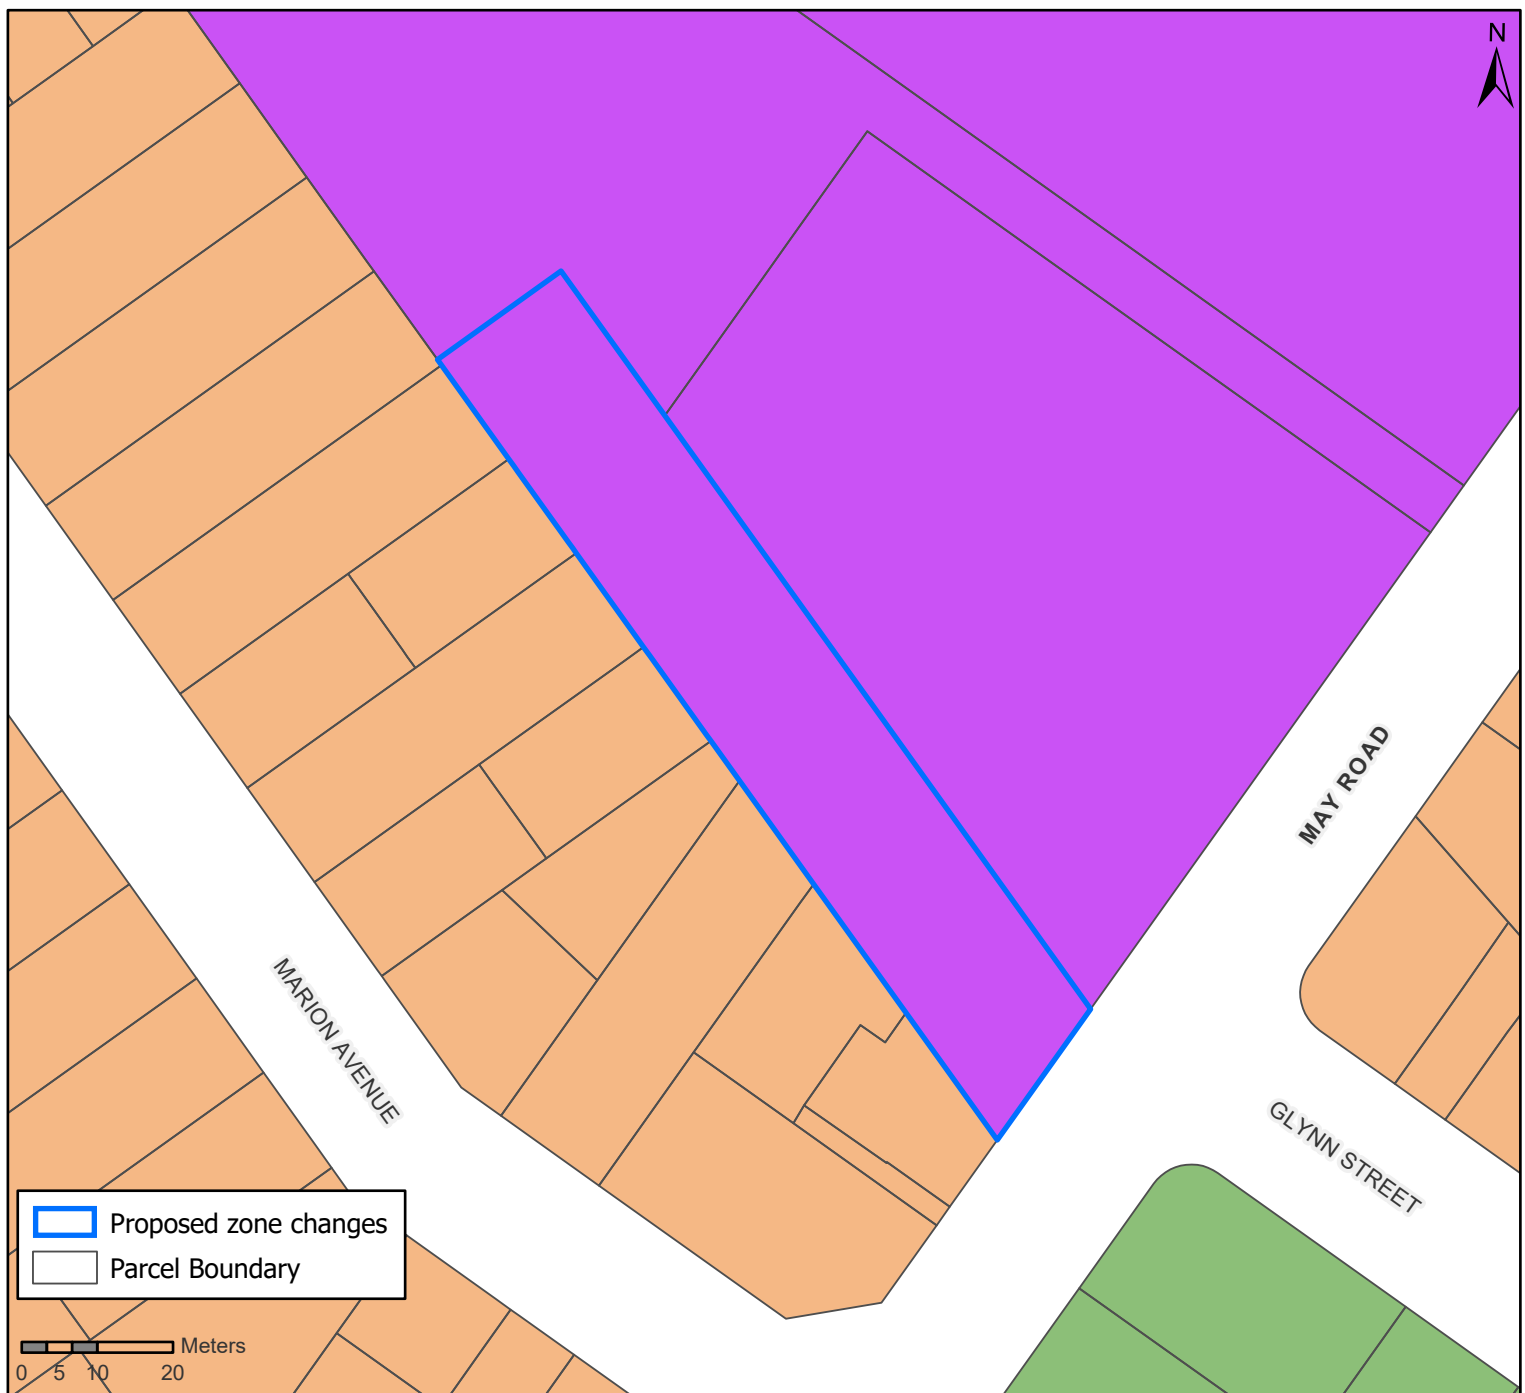 N
MAY ROAD
MARION AVENUE
GLYNN STREET
Proposed zone changes
Parcel Boundary
Meters
0 5 10 20